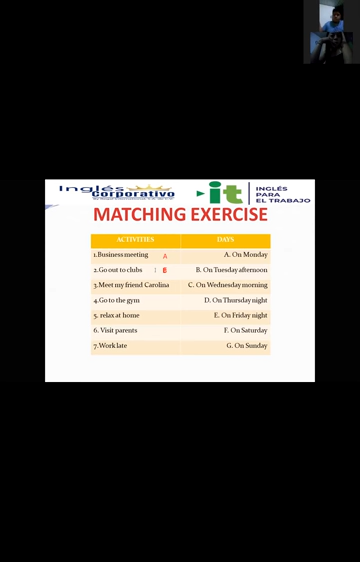 Inglés
Corporativo
it
INGLÉS
PARA
EL TRABAJO
MATCHING EXERCISE
ACTIVITIES DAYS
1.Business meeting A A. On Monday
2.Go out to clubs B. On Tuesday afternoon
3.Meet my friend Carolina C. On Wednesday morning
4.Go to the gym D. On Thursday night
5. relax at home E. On Friday night
6. Visit parents F. On Saturday
7.Work late G. On Sunday